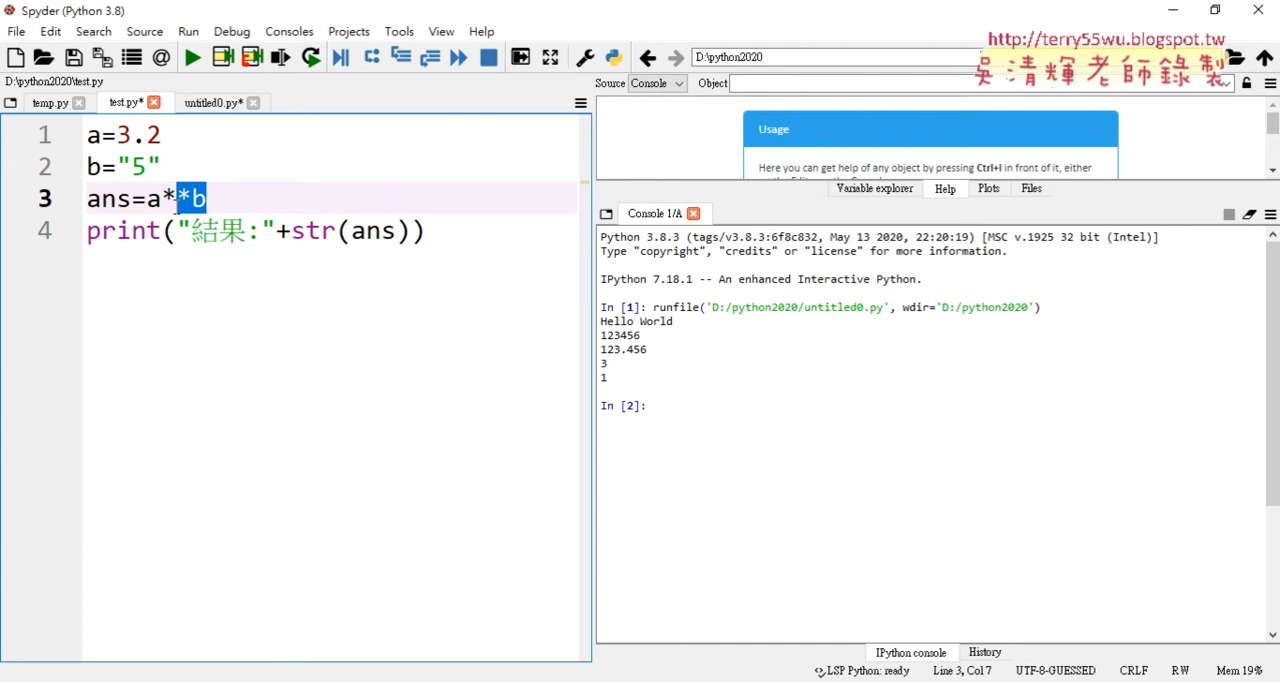 Spyder (Python 3.8)
File Edit Search Source Run Debug Consoles Projects Tools View Help
http://terry55wu.blogspot.tw
吳清輝老師錄製
D:\python2020
D:\python2020\test.py
Source Console Object
temp.py test.py* untitled0.py*
Usage
Here you can get help of any object by pressing Ctrl+I in front of it, either
Variable explorer Help Plots Files
1 a=3.2
2 b="5"
3 ans=a**b
4 print("結果:"+str(ans))
Console 1/A
Python 3.8.3 (tags/v3.8.3:6f8c832, May 13 2020, 22:20:19) [MSC v.1925 32 bit (Intel)]
Type "copyright", "credits" or "license" for more information.
IPython 7.18.1 -- An enhanced Interactive Python.
In [1]: runfile('D:/python2020/untitled0.py', wdir='D:/python2020')
Hello World
123456
123.456
3
1
In [2]:
IPython console History
LSP Python: ready Line 3, Col 7 UTF-8-GUESSED CRLF RW Mem 19%